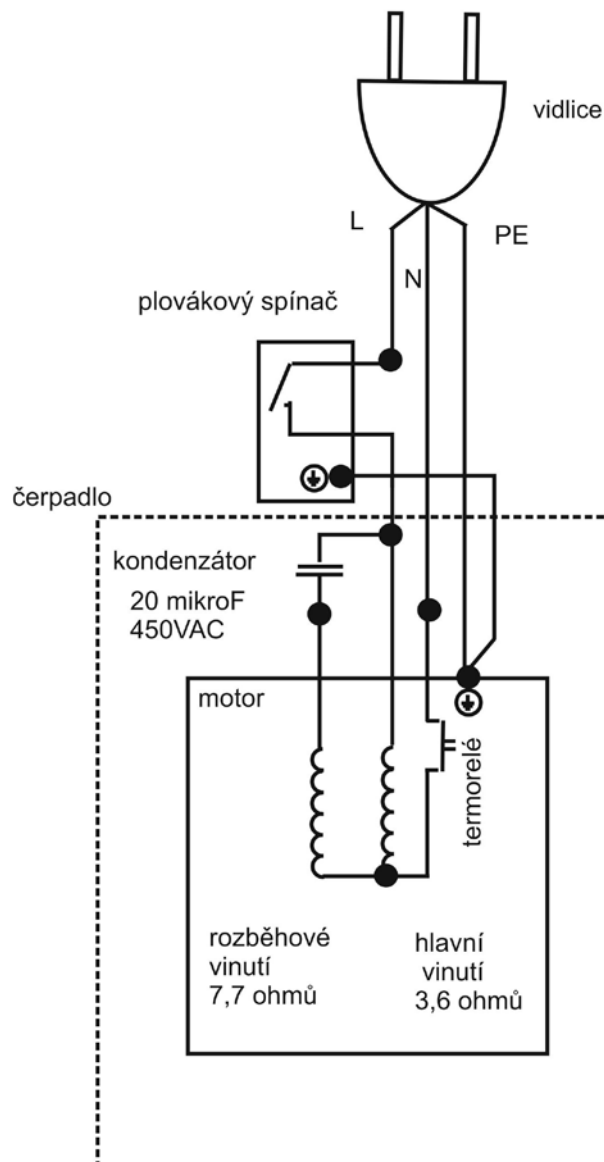 vidlice
L
PE
N
plovákový spínač
čerpadlo
kondenzátor
20 mikroF
450VAC
motor
termorelé
rozběhové
vinutí
7,7 ohmů
hlavní
vinutí
3,6 ohmů